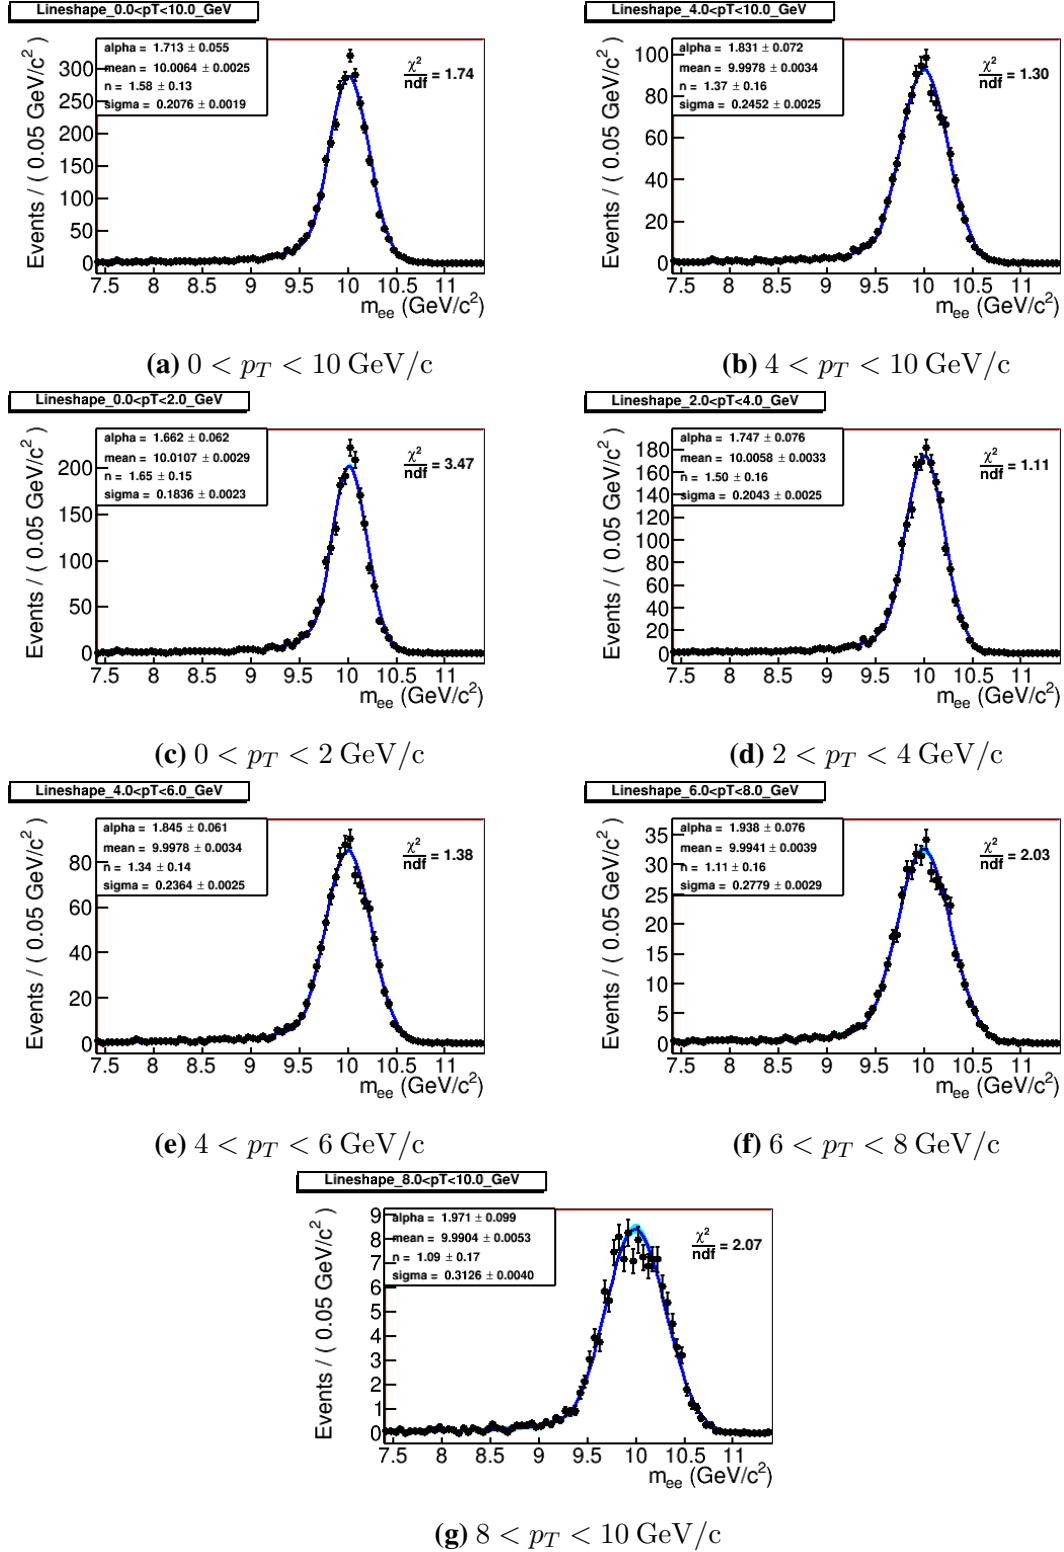 Lineshape_0.0<pT<10.0_GeV
Events / ( 0.05 GeV/c²)
alpha = 1.713 ± 0.055
mean = 10.0064 ± 0.0025
n = 1.58 ± 0.13
sigma = 0.2076 ± 0.0019
χ²/ndf = 1.74
300
250
200
150
100
50
0
7.5 8 8.5 9 9.5 10 10.5 11
m_ee (GeV/c²)
(a) 0 < p_T < 10 GeV/c
Lineshape_4.0<pT<10.0_GeV
Events / ( 0.05 GeV/c²)
alpha = 1.831 ± 0.072
mean = 9.9978 ± 0.0034
n = 1.37 ± 0.16
sigma = 0.2452 ± 0.0025
χ²/ndf = 1.30
100
80
60
40
20
0
7.5 8 8.5 9 9.5 10 10.5 11
m_ee (GeV/c²)
(b) 4 < p_T < 10 GeV/c
Lineshape_0.0<pT<2.0_GeV
Events / ( 0.05 GeV/c²)
alpha = 1.662 ± 0.062
mean = 10.0107 ± 0.0029
n = 1.65 ± 0.15
sigma = 0.1836 ± 0.0023
χ²/ndf = 3.47
200
150
100
50
0
7.5 8 8.5 9 9.5 10 10.5 11
m_ee (GeV/c²)
(c) 0 < p_T < 2 GeV/c
Lineshape_2.0<pT<4.0_GeV
Events / ( 0.05 GeV/c²)
alpha = 1.747 ± 0.076
mean = 10.0058 ± 0.0033
n = 1.50 ± 0.16
sigma = 0.2043 ± 0.0025
χ²/ndf = 1.11
180
160
140
120
100
80
60
40
20
0
7.5 8 8.5 9 9.5 10 10.5 11
m_ee (GeV/c²)
(d) 2 < p_T < 4 GeV/c
Lineshape_4.0<pT<6.0_GeV
Events / ( 0.05 GeV/c²)
alpha = 1.845 ± 0.061
mean = 9.9978 ± 0.0034
n = 1.34 ± 0.14
sigma = 0.2364 ± 0.0025
χ²/ndf = 1.38
80
60
40
20
0
7.5 8 8.5 9 9.5 10 10.5 11
m_ee (GeV/c²)
(e) 4 < p_T < 6 GeV/c
Lineshape_6.0<pT<8.0_GeV
Events / ( 0.05 GeV/c²)
alpha = 1.938 ± 0.076
mean = 9.9941 ± 0.0039
n = 1.11 ± 0.16
sigma = 0.2779 ± 0.0029
χ²/ndf = 2.03
35
30
25
20
15
10
5
0
7.5 8 8.5 9 9.5 10 10.5 11
m_ee (GeV/c²)
(f) 6 < p_T < 8 GeV/c
Lineshape_8.0<pT<10.0_GeV
Events / ( 0.05 GeV/c²)
alpha = 1.971 ± 0.099
mean = 9.9904 ± 0.0053
n = 1.09 ± 0.17
sigma = 0.3126 ± 0.0040
χ²/ndf = 2.07
9
8
7
6
5
4
3
2
1
0
7.5 8 8.5 9 9.5 10 10.5 11
m_ee (GeV/c²)
(g) 8 < p_T < 10 GeV/c